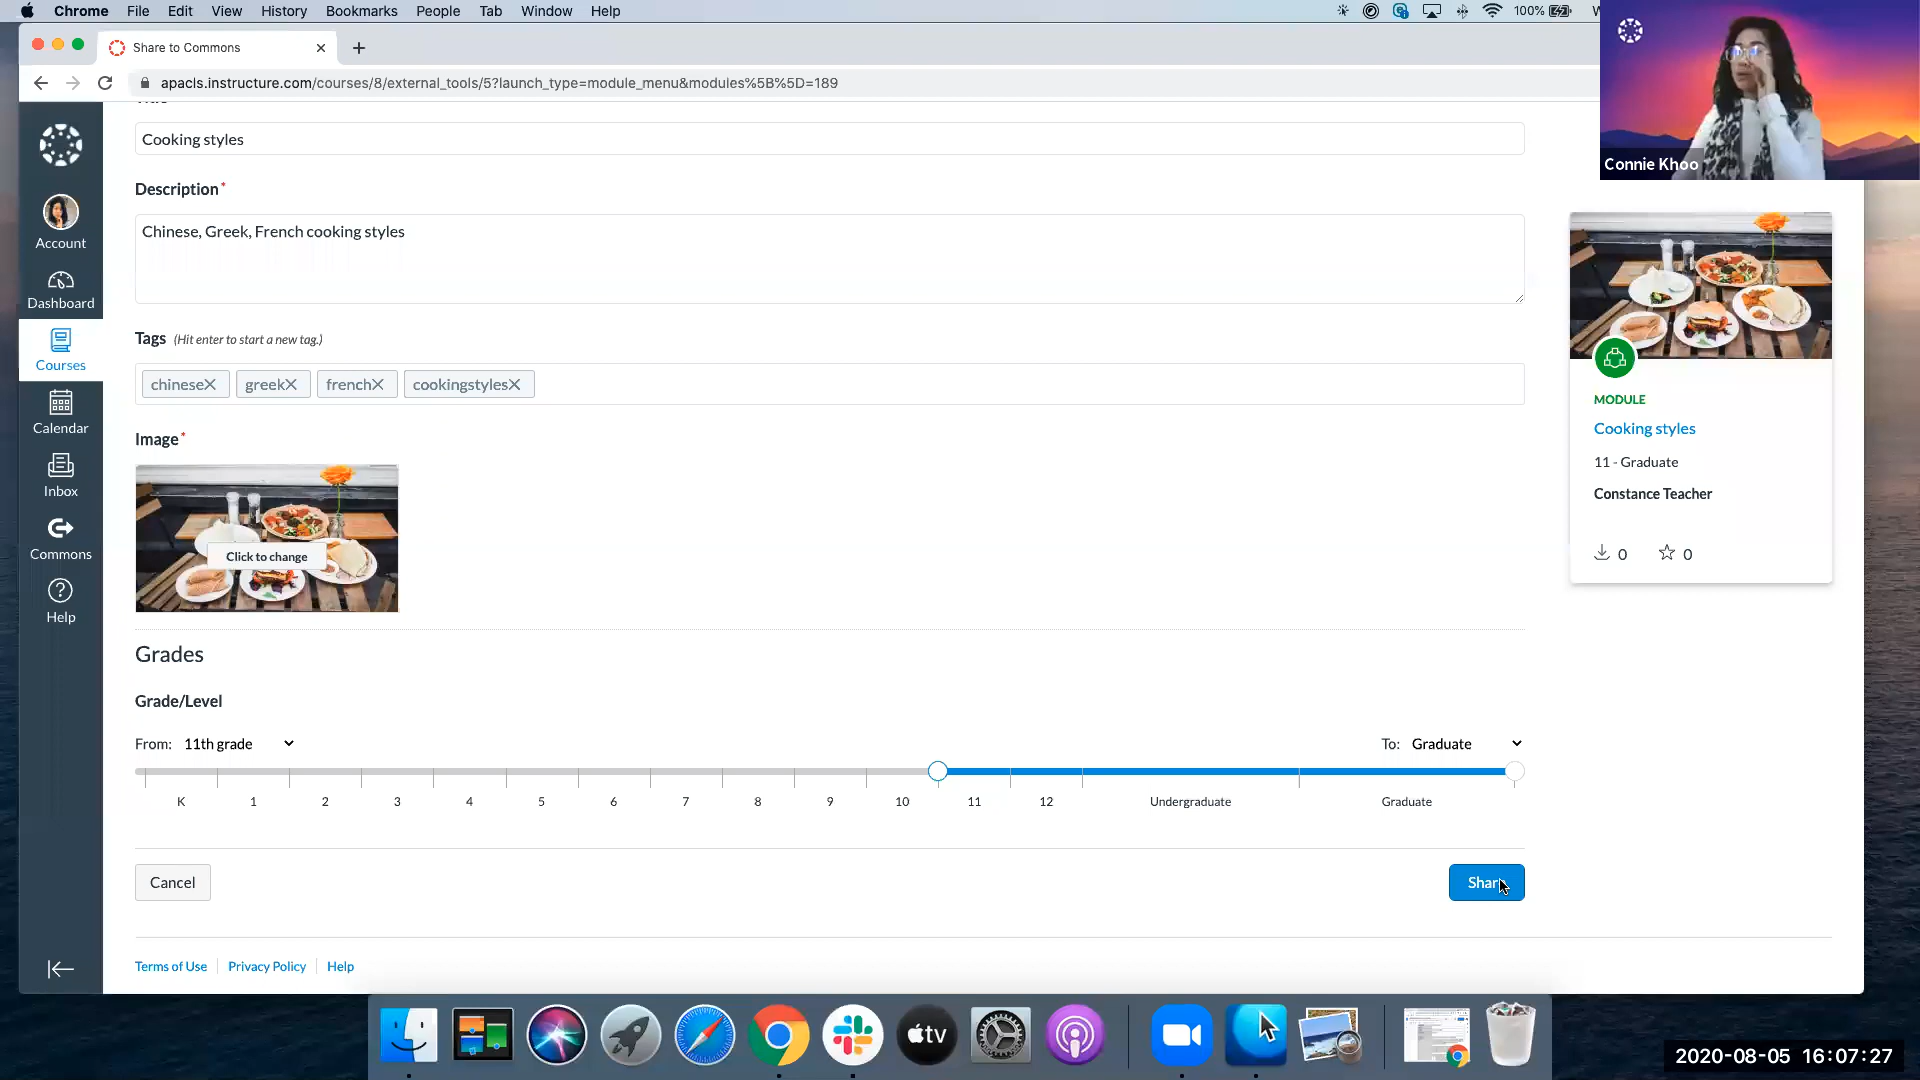 Chrome File Edit View History Bookmarks People Tab Window Help 100%
Share to Commons
apacls.instructure.com/courses/8/external_tools/5?launch_type=module_menu&modules%5B%5D=189
Connie Khoo
Account
Dashboard
Courses
Calendar
Inbox
Commons
Help
Cooking styles
Description*
Chinese, Greek, French cooking styles
Tags (Hit enter to start a new tag.)
chinese greek french cookingstyles
Image*
Click to change
Grades
Grade/Level
From: 11th grade To: Graduate
K 1 2 3 4 5 6 7 8 9 10 11 12 Undergraduate Graduate
Cancel Share
Terms of Use Privacy Policy Help
MODULE
Cooking styles
11 - Graduate
Constance Teacher
0 0
tv
2020-08-05 16:07:27